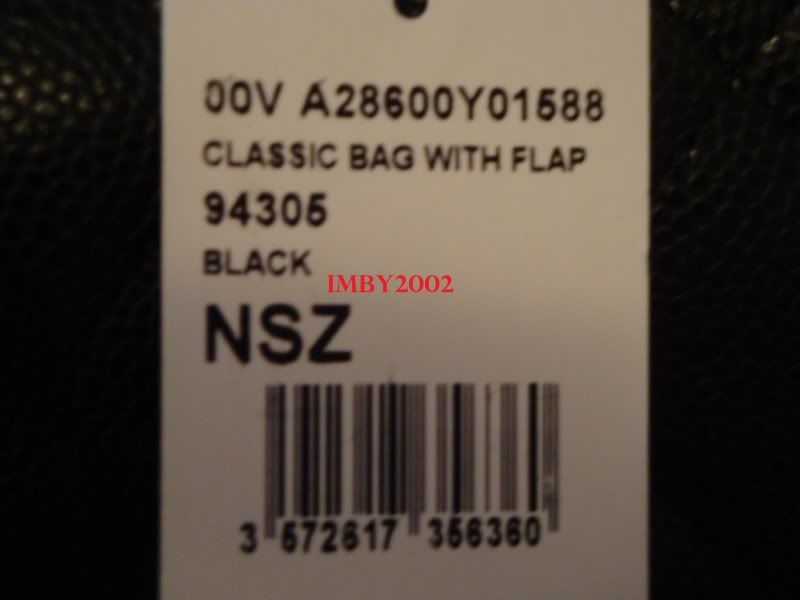 00V A28600Y01588
CLASSIC BAG WITH FLAP
94305
BLACK
IMBY2002
NSZ
3 572617 356360